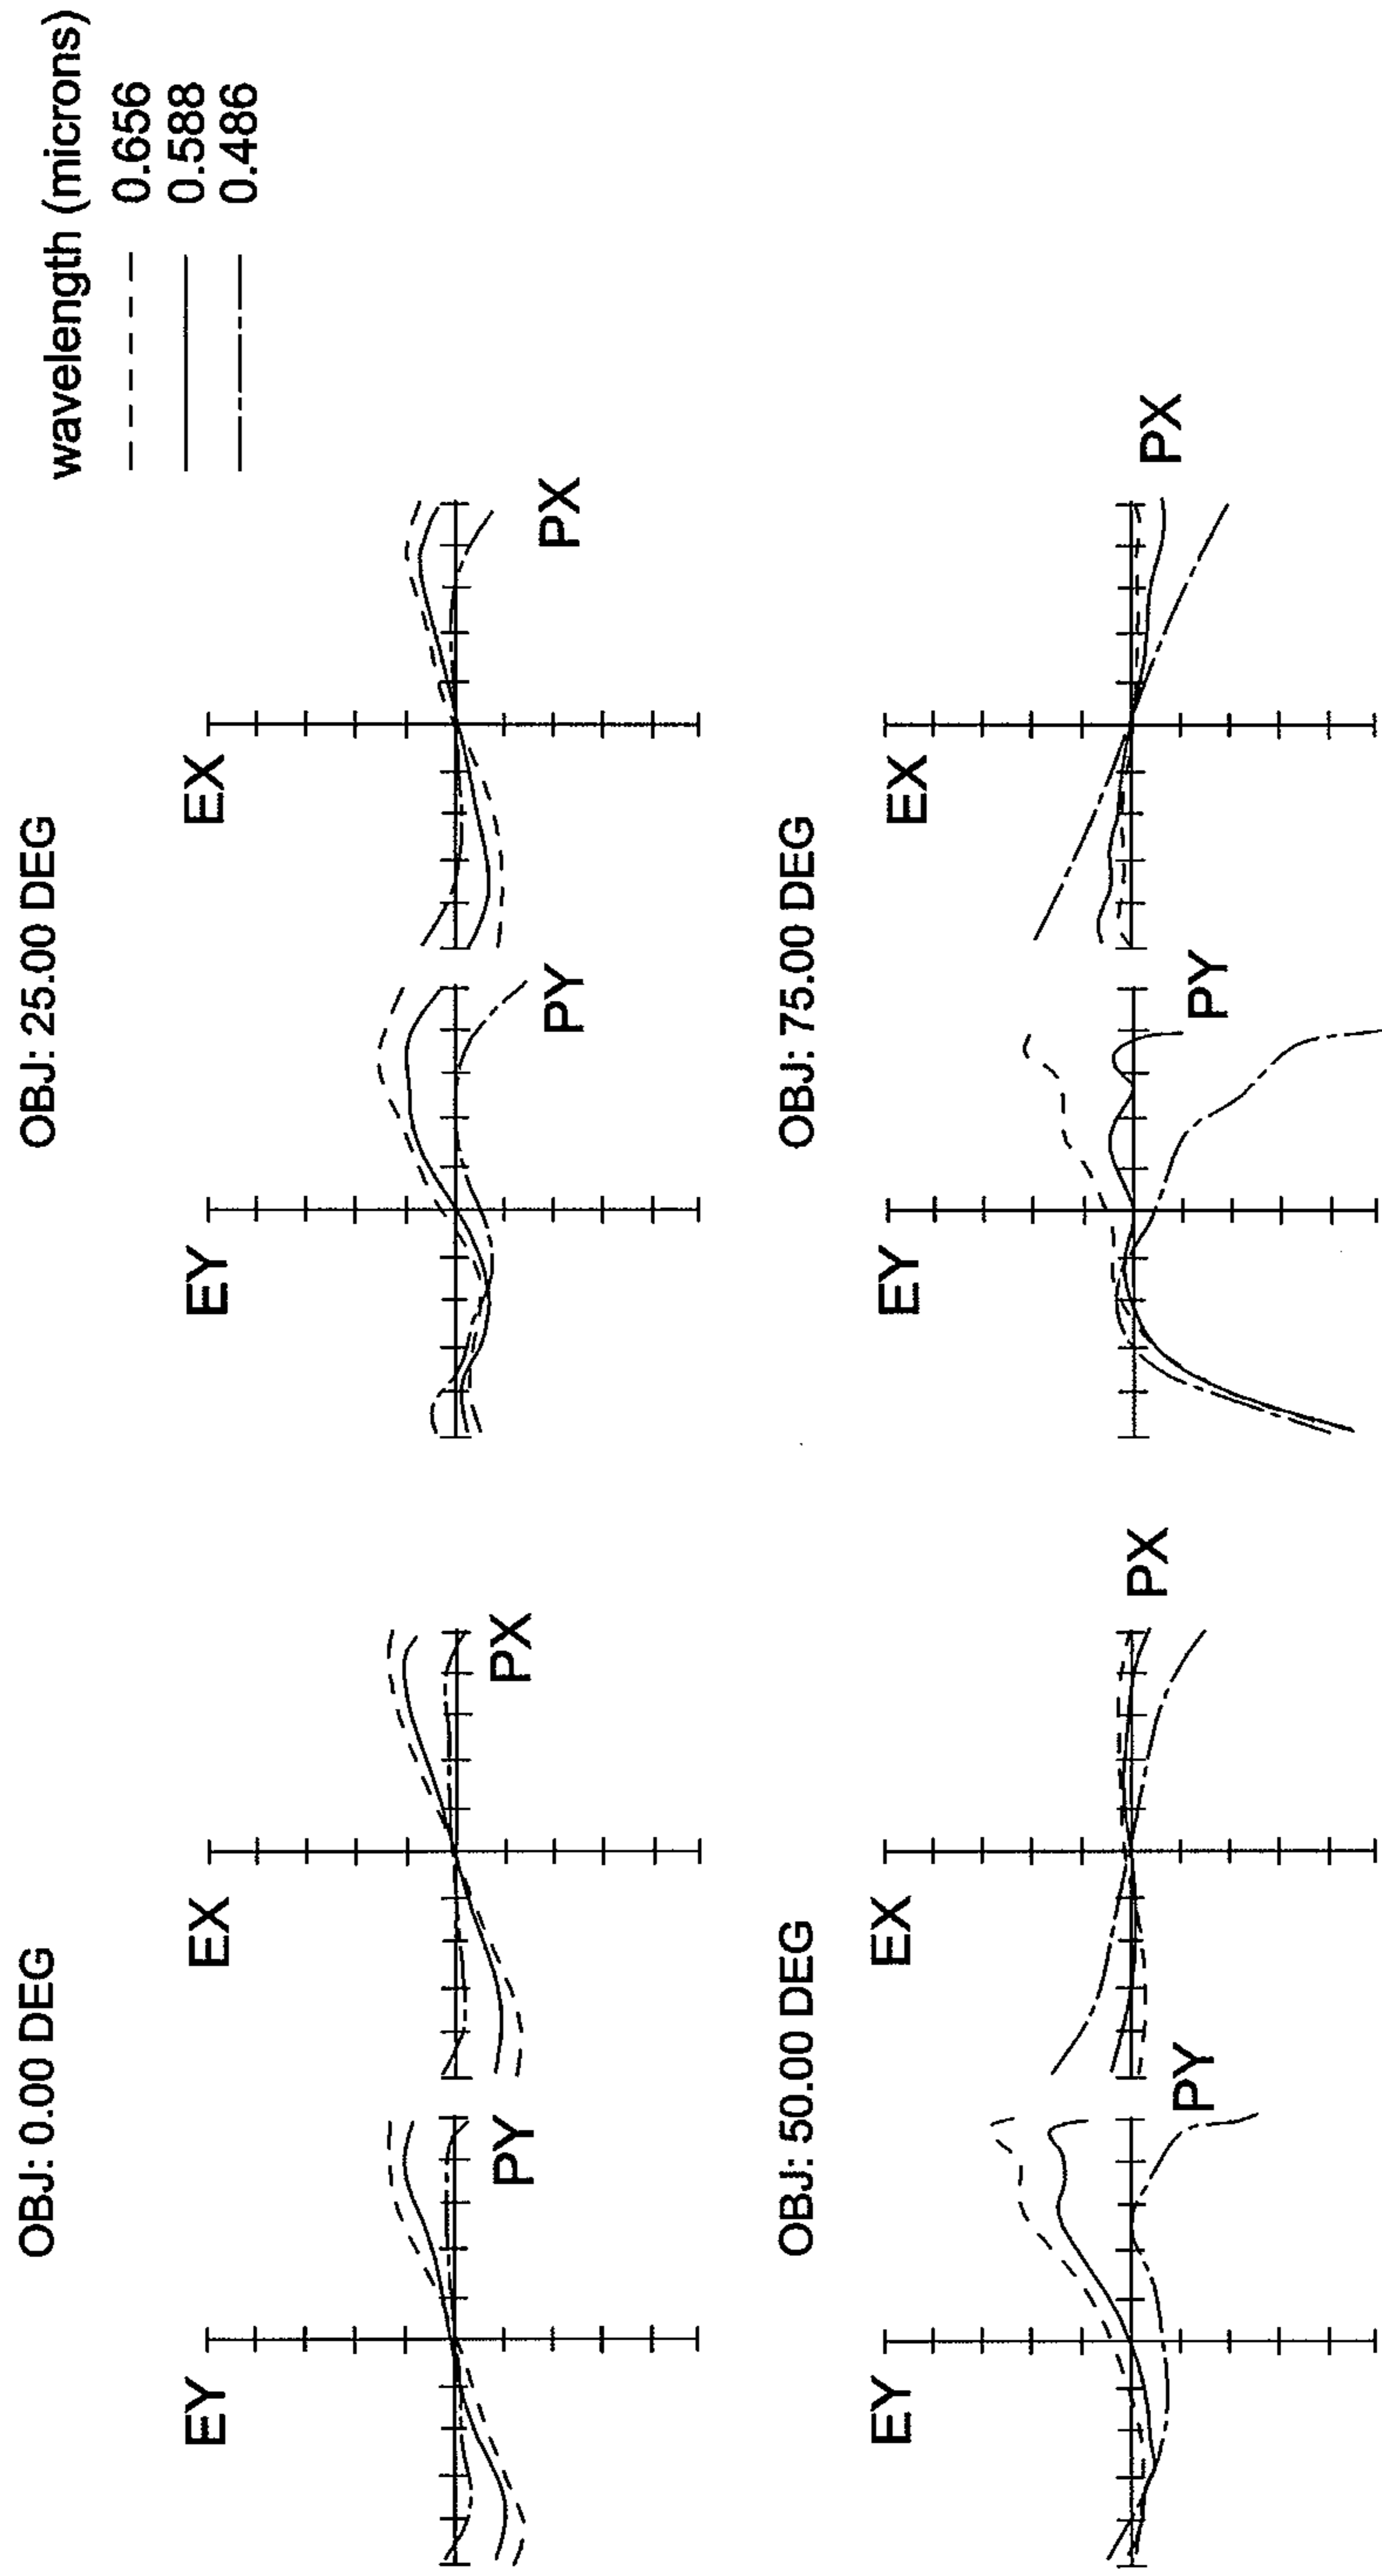 wavelength (microns)
0.656
0.588
0.486
OBJ: 0.00 DEG
EY
PY
EX
PX
OBJ: 25.00 DEG
EY
PY
EX
PX
OBJ: 50.00 DEG
EY
PY
EX
PX
OBJ: 75.00 DEG
EY
PY
EX
PX